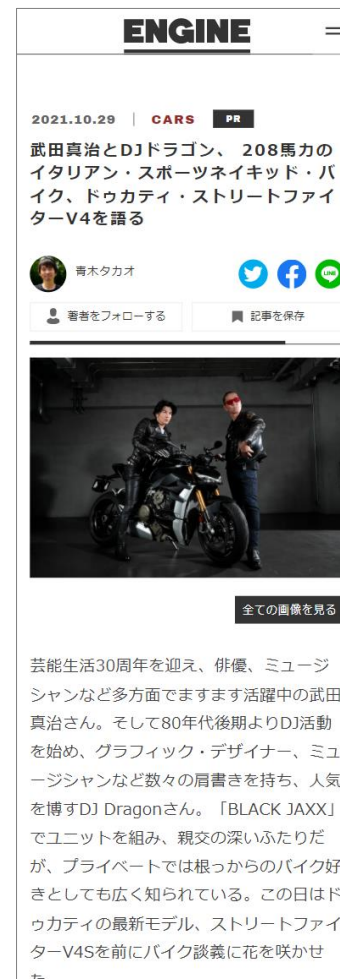 ENGINE
2021.10.29 | CARS PR
武田真治とDJドラゴン、 208馬力の
イタリアン・スポーツネイキッド・バ
イク、ドゥカティ・ストリートファイ
ターV4を語る
青木タカオ
LINE
著者をフォローする 記事を保存
全ての画像を見る
芸能生活30周年を迎え、俳優、ミュージ
シャンなど多方面でますます活躍中の武田
真治さん。そして80年代後期よりDJ活動
を始め、グラフィック・デザイナー、ミュ
ージシャンなど数々の肩書きを持ち、人気
を博すDJ Dragonさん。「BLACK JAXX」
でユニットを組み、親交の深いふたりだ
が、プライベートでは根っからのバイク好
きとしても広く知られている。この日はド
ゥカティの最新モデル、ストリートファイ
ターV4Sを前にバイク談義に花を咲かせ